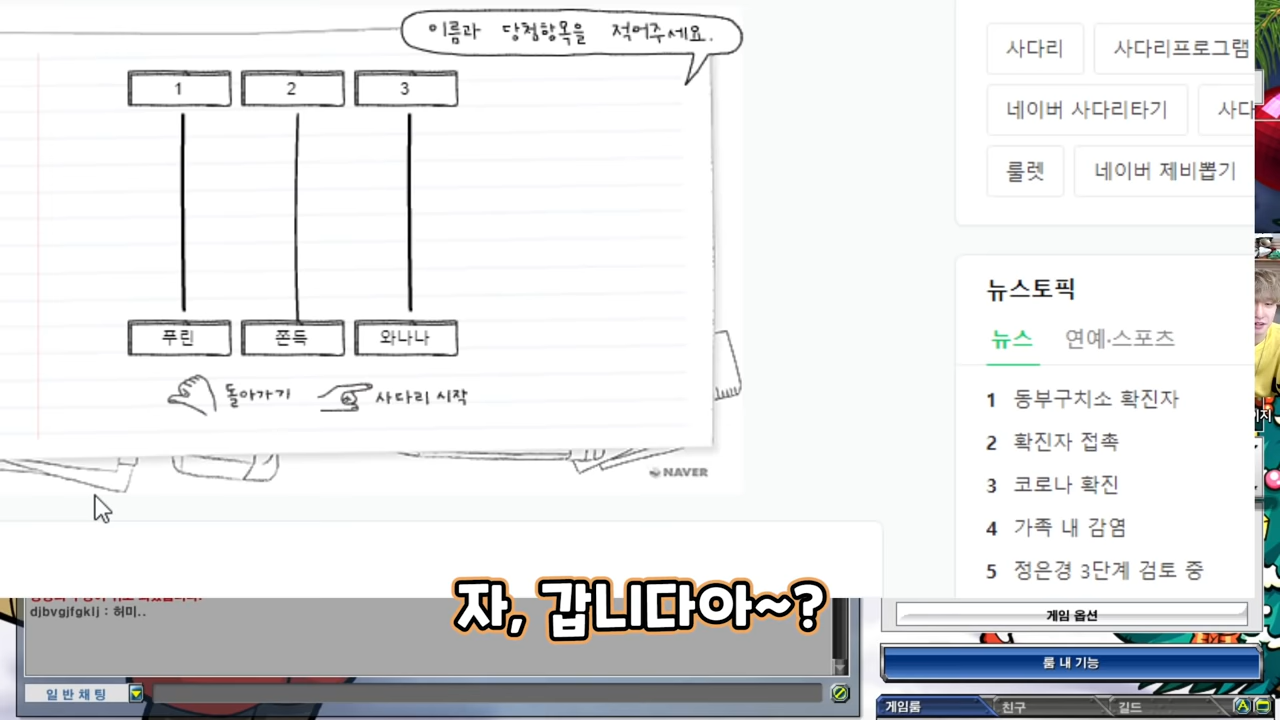 이름과 당첨항목을 적어주세요.
1 2 3
푸린 쫀득 와나나
돌아가기 사다리 시작
NAVER
사다리 사다리프로그램
네이버 사다리타기 사다
룰렛 네이버 제비뽑기
뉴스토픽
뉴스 연예·스포츠
1 동부구치소 확진자
2 확진자 접촉
3 코로나 확진
4 가족 내 감염
5 정은경 3단계 검토 중
자, 갑니다아~?
djbvgjfgklj : 허미..
일반채팅
게임 옵션
룸 내 기능
게임룸 친구 길드